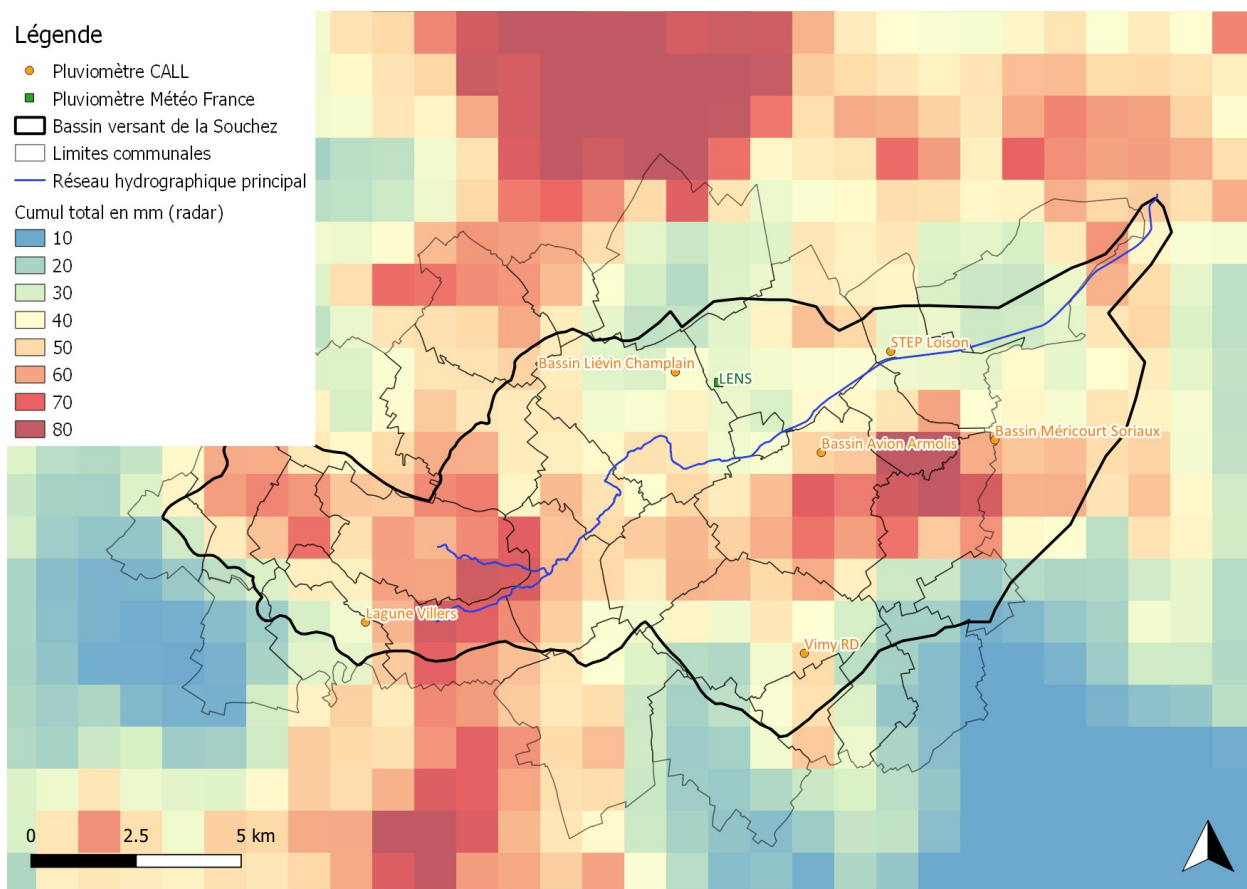 Légende
Pluviomètre CALL
Pluviomètre Météo France
Bassin versant de la Souchez
Limites communales
Réseau hydrographique principal
Cumul total en mm (radar)
10
20
30
40
50
60
70
80
STEP Loison
Bassin Liévin Champlain
LENS
Bassin Méricourt Soriaux
Bassin Avion Armolis
Lagune Villers
Vimy RD
0 2.5 5 km